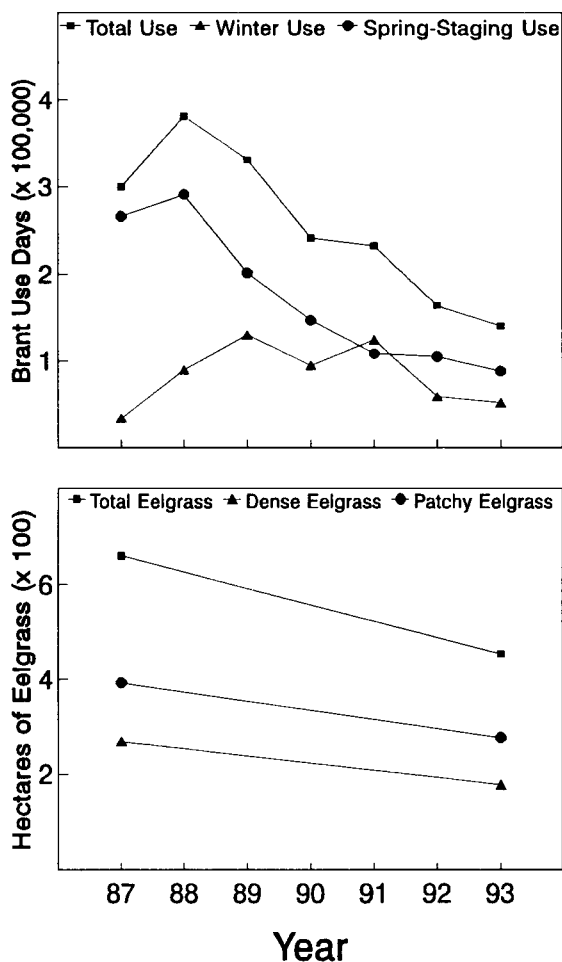 Total Use Winter Use Spring-Staging Use
Brant Use Days (x 100,000)
4
3
2
1
Total Eelgrass Dense Eelgrass Patchy Eelgrass
Hectares of Eelgrass (x 100)
6
4
2
87 88 89 90 91 92 93
Year